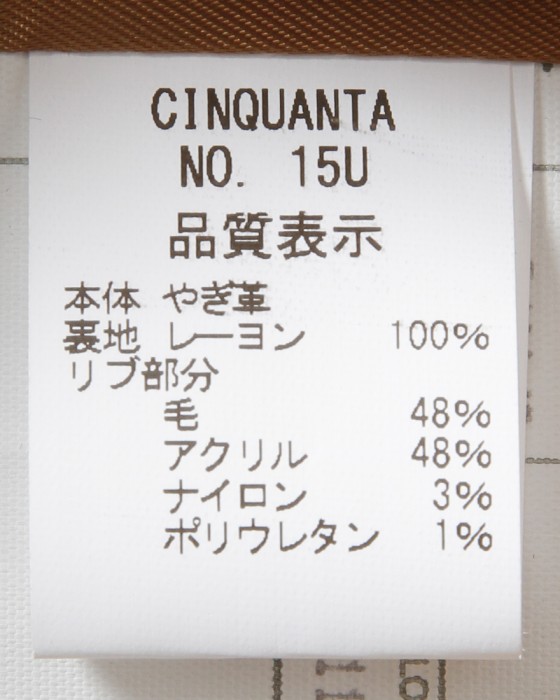 CINQUANTA
NO. 15U
品質表示
本体 やぎ革
裏地 レーヨン 100%
リブ部分
毛 48%
アクリル 48%
ナイロン 3%
ポリウレタン 1%